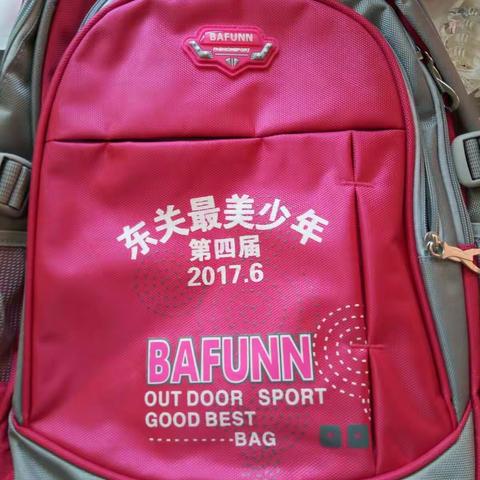 BAFUNN
FASHIONSPORT
东关最美少年
第四届
2017.6
BAFUNN
OUT DOOR SPORT
GOOD BEST
----------BAG